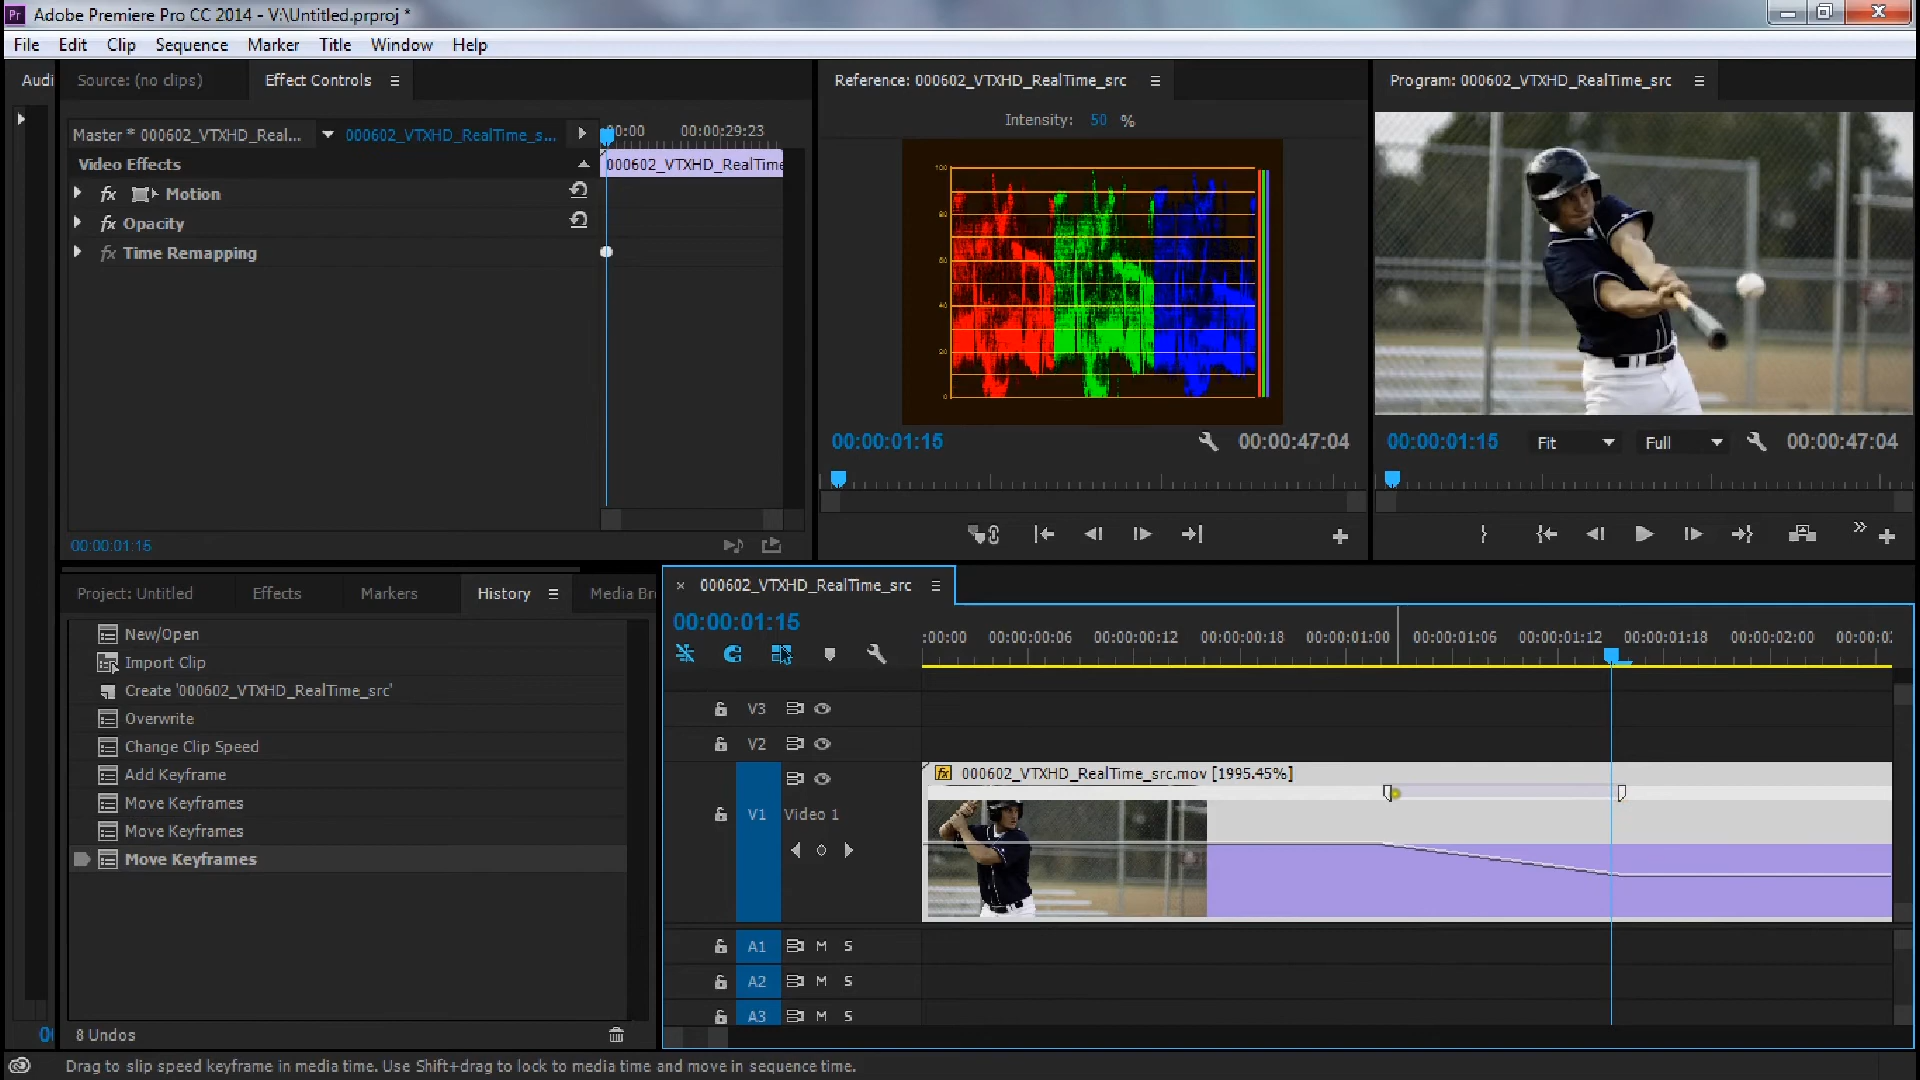 Pr Adobe Premiere Pro CC 2014 - V:\Untitled.prproj *
File Edit Clip Sequence Marker Title Window Help
Audi Source: (no clips) Effect Controls
Reference: 000602_VTXHD_RealTime_src
Program: 000602_VTXHD_RealTime_src
Master * 000602_VTXHD_Real... 000602_VTXHD_RealTime_s...
00:00 00:00:29:23
Video Effects
000602_VTXHD_RealTime
fx Motion
fx Opacity
fx Time Remapping
00:00:01:15
Intensity: 50 %
100
80
60
40
20
0
00:00:01:15 00:00:47:04
00:00:01:15 Fit Full 00:00:47:04
Project: Untitled Effects Markers History Media Br
New/Open
Import Clip
Create '000602_VTXHD_RealTime_src'
Overwrite
Change Clip Speed
Add Keyframe
Move Keyframes
Move Keyframes
Move Keyframes
8 Undos
× 000602_VTXHD_RealTime_src
00:00:01:15
:00:00 00:00:00:06 00:00:00:12 00:00:00:18 00:00:01:00 00:00:01:06 00:00:01:12 00:00:01:18 00:00:02:00
V3
V2
fx 000602_VTXHD_RealTime_src.mov [1995.45%]
V1 Video 1
A1 M S
A2 M S
A3 M S
Drag to slip speed keyframe in media time. Use Shift+drag to lock to media time and move in sequence time.